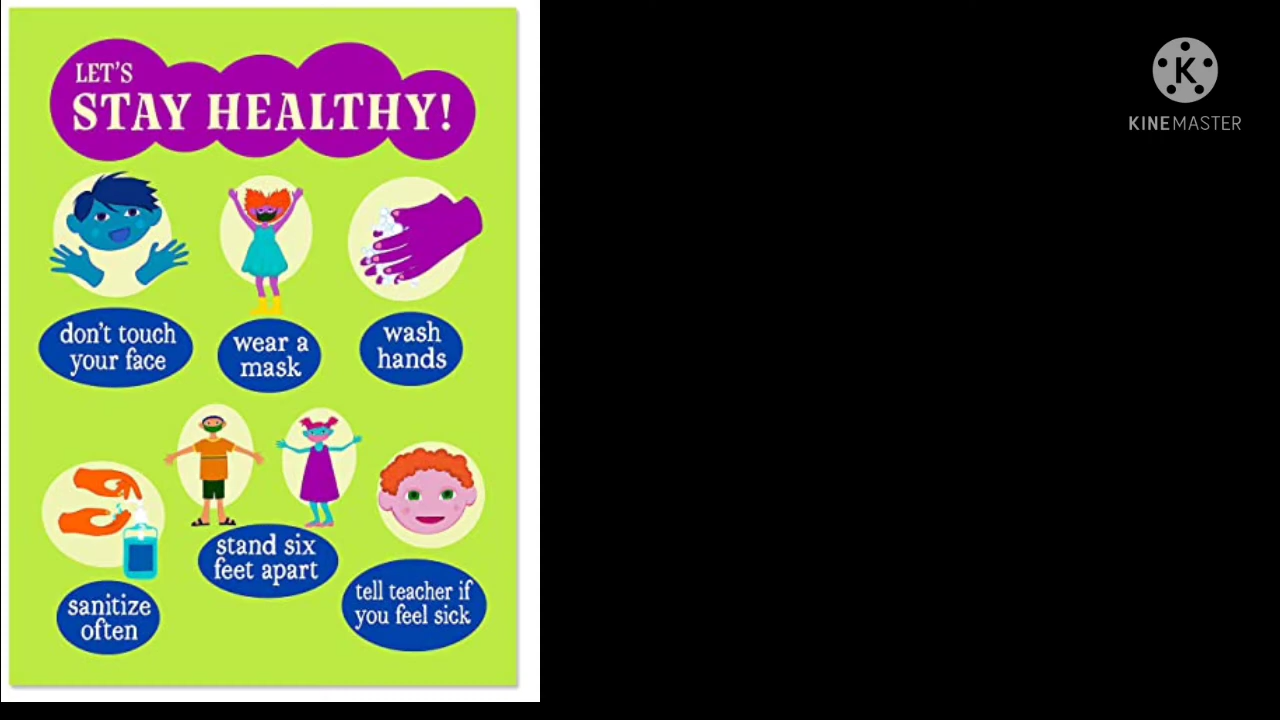 LET'S
STAY HEALTHY!
don't touch
your face
wear a
mask
wash
hands
sanitize
often
stand six
feet apart
tell teacher if
you feel sick
K
KINEMASTER